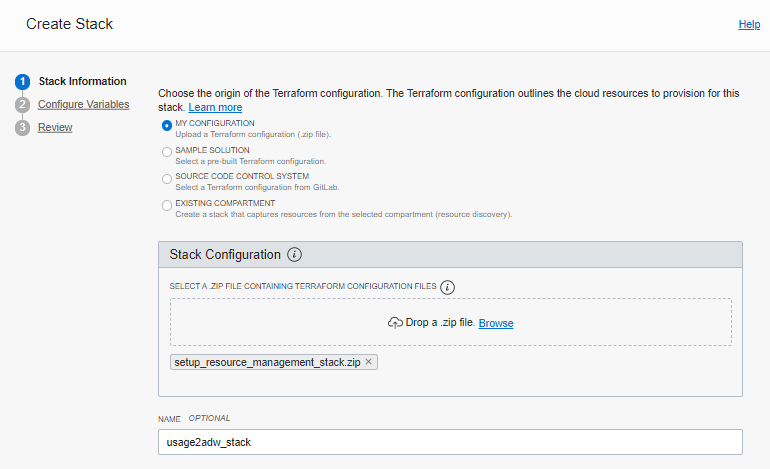 Create Stack
Help
1 Stack Information
2 Configure Variables
3 Review
Choose the origin of the Terraform configuration. The Terraform configuration outlines the cloud resources to provision for this
stack. Learn more
MY CONFIGURATION
Upload a Terraform configuration (.zip file).
SAMPLE SOLUTION
Select a pre-built Terraform configuration.
SOURCE CODE CONTROL SYSTEM
Select a Terraform configuration from GitLab.
EXISTING COMPARTMENT
Create a stack that captures resources from the selected compartment (resource discovery).
Stack Configuration i
SELECT A .ZIP FILE CONTAINING TERRAFORM CONFIGURATION FILES i
Drop a .zip file. Browse
setup_resource_management_stack.zip ×
NAME OPTIONAL
usage2adw_stack